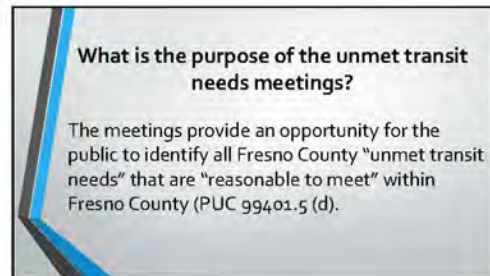 What is the purpose of the unmet transit
needs meetings?
The meetings provide an opportunity for the
public to identify all Fresno County “unmet transit
needs” that are “reasonable to meet” within
Fresno County (PUC 99401.5 (d).